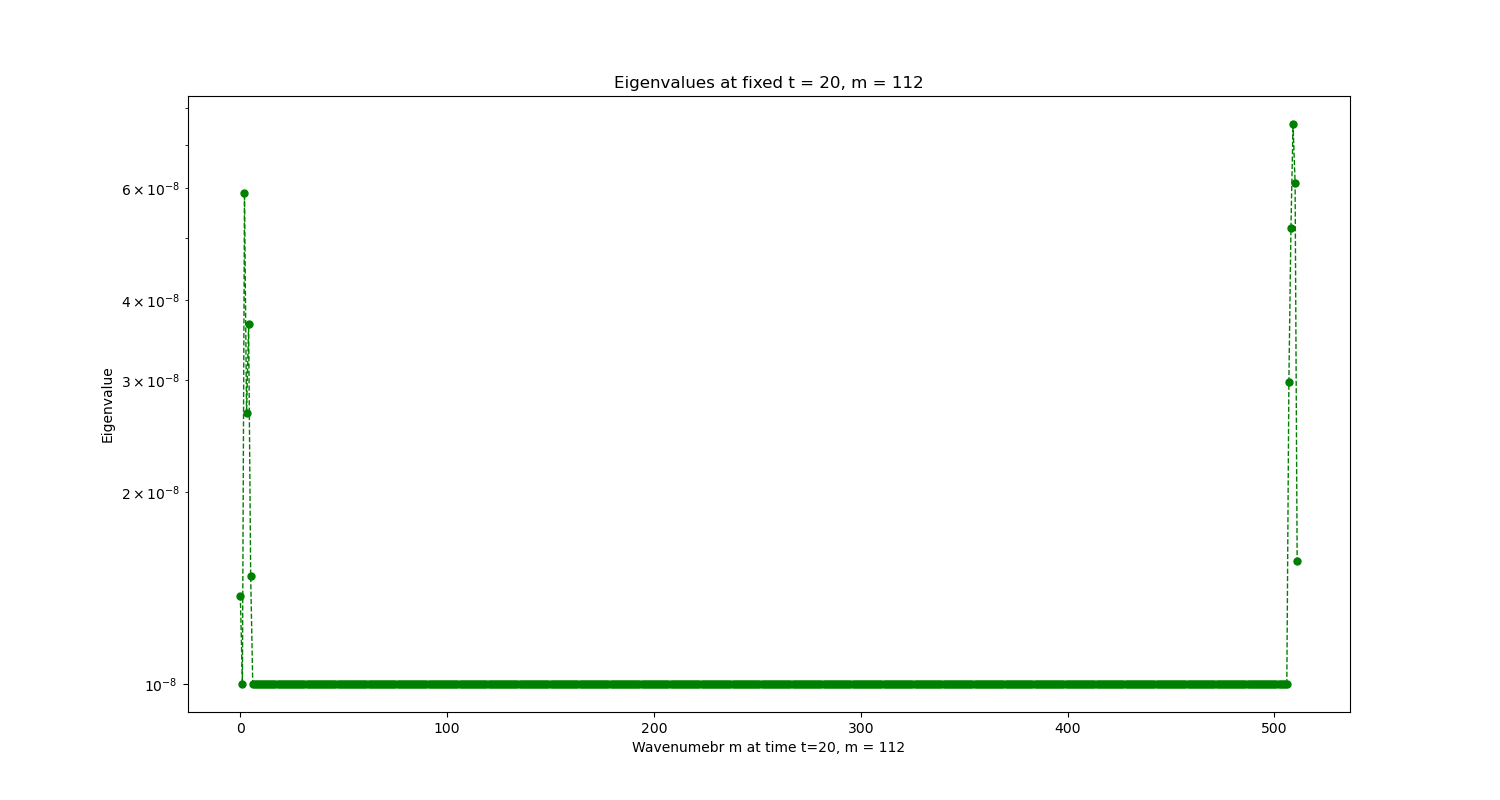 Eigenvalues at fixed t = 20, m = 112
6 × 10⁻⁸
4 × 10⁻⁸
3 × 10⁻⁸
2 × 10⁻⁸
10⁻⁸
Eigenvalue
0 100 200 300 400 500
Wavenumebr m at time t=20, m = 112